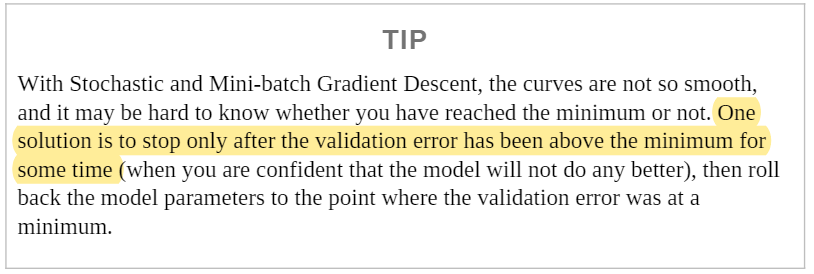 TIP
With Stochastic and Mini-batch Gradient Descent, the curves are not so smooth,
and it may be hard to know whether you have reached the minimum or not. One
solution is to stop only after the validation error has been above the minimum for
some time (when you are confident that the model will not do any better), then roll
back the model parameters to the point where the validation error was at a
minimum.